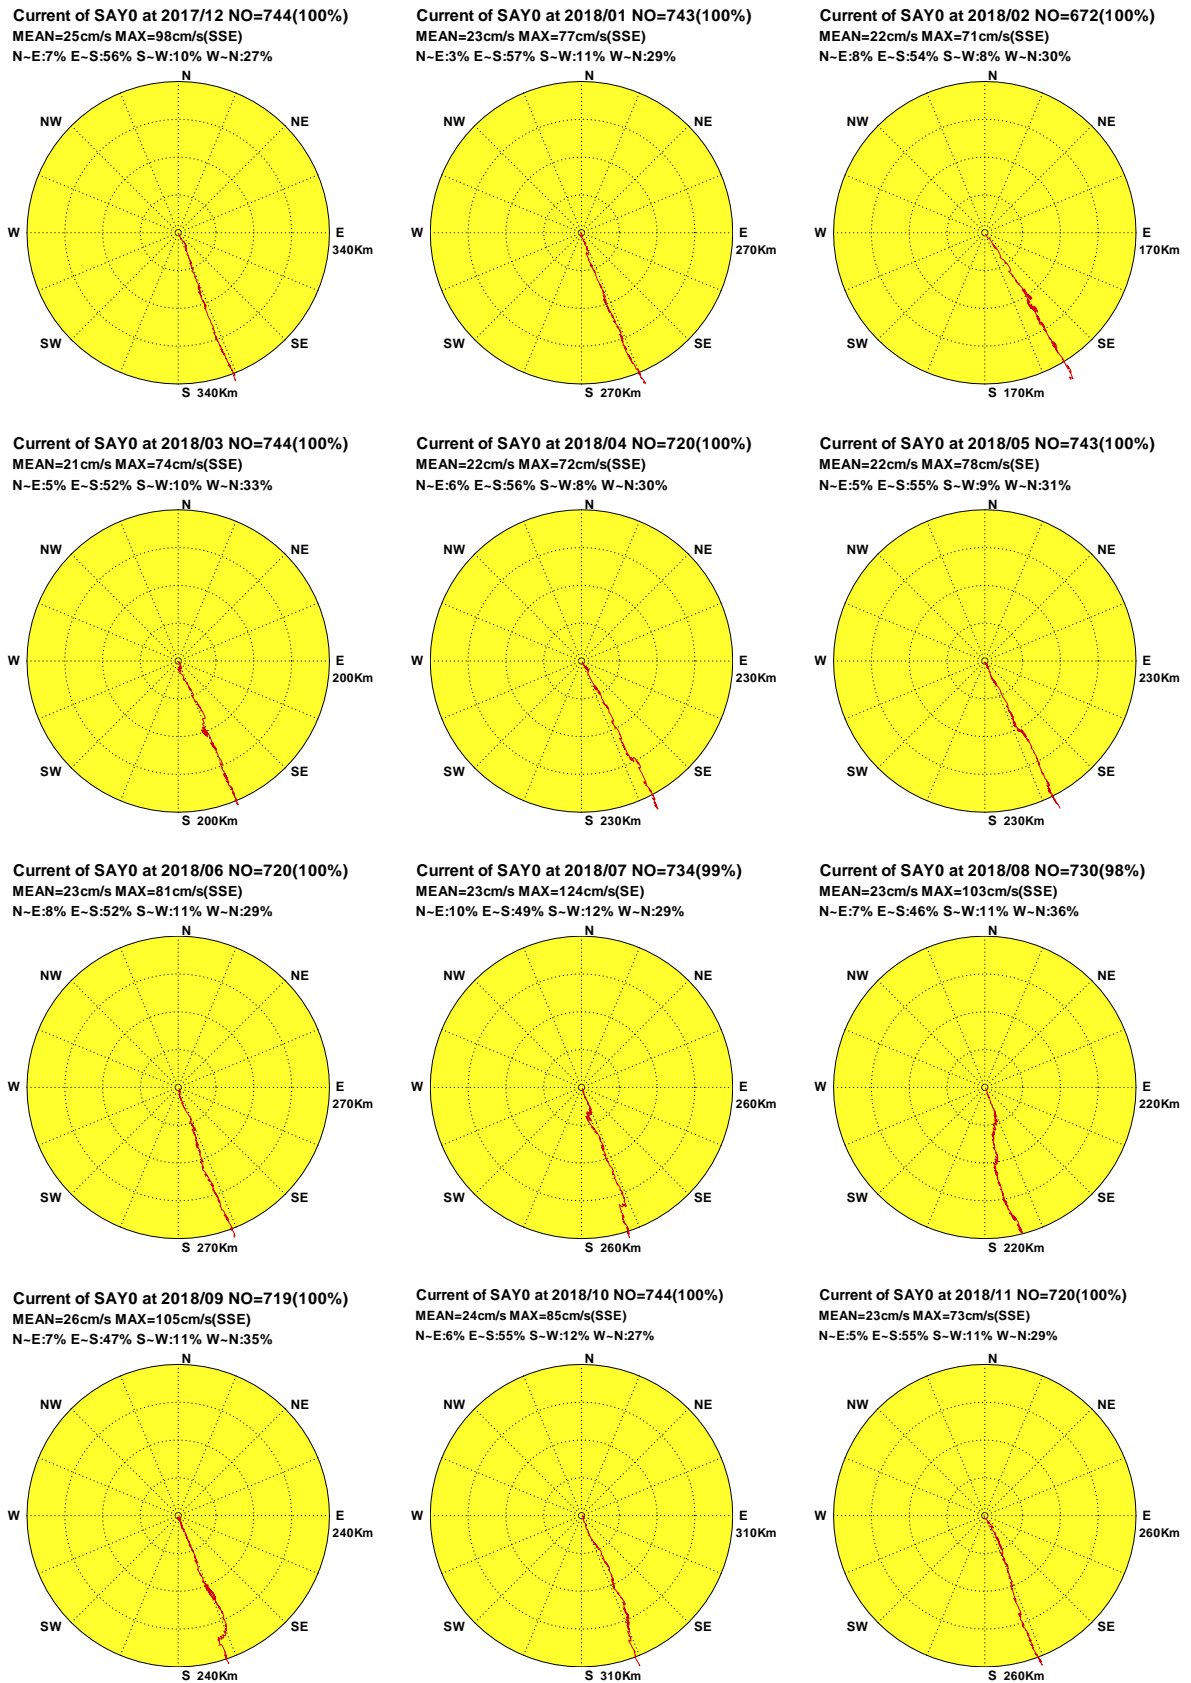 Current of SAY0 at 2017/12 NO=744(100%)
MEAN=25cm/s MAX=98cm/s(SSE)
N~E:7% E~S:56% S~W:10% W~N:27%
N
NW
NE
W
E
340Km
SW
SE
S 340Km
Current of SAY0 at 2018/01 NO=743(100%)
MEAN=23cm/s MAX=77cm/s(SSE)
N~E:3% E~S:57% S~W:11% W~N:29%
N
NW
NE
W
E
270Km
SW
SE
S 270Km
Current of SAY0 at 2018/02 NO=672(100%)
MEAN=22cm/s MAX=71cm/s(SSE)
N~E:8% E~S:54% S~W:8% W~N:30%
N
NW
NE
W
E
170Km
SW
SE
S 170Km
Current of SAY0 at 2018/03 NO=744(100%)
MEAN=21cm/s MAX=74cm/s(SSE)
N~E:5% E~S:52% S~W:10% W~N:33%
N
NW
NE
W
E
200Km
SW
SE
S 200Km
Current of SAY0 at 2018/04 NO=720(100%)
MEAN=22cm/s MAX=72cm/s(SSE)
N~E:6% E~S:56% S~W:8% W~N:30%
N
NW
NE
W
E
230Km
SW
SE
S 230Km
Current of SAY0 at 2018/05 NO=743(100%)
MEAN=22cm/s MAX=78cm/s(SE)
N~E:5% E~S:55% S~W:9% W~N:31%
N
NW
NE
W
E
230Km
SW
SE
S 230Km
Current of SAY0 at 2018/06 NO=720(100%)
MEAN=23cm/s MAX=81cm/s(SSE)
N~E:8% E~S:52% S~W:11% W~N:29%
N
NW
NE
W
E
270Km
SW
SE
S 270Km
Current of SAY0 at 2018/07 NO=734(99%)
MEAN=23cm/s MAX=124cm/s(SE)
N~E:10% E~S:49% S~W:12% W~N:29%
N
NW
NE
W
E
260Km
SW
SE
S 260Km
Current of SAY0 at 2018/08 NO=730(98%)
MEAN=23cm/s MAX=103cm/s(SSE)
N~E:7% E~S:46% S~W:11% W~N:36%
N
NW
NE
W
E
220Km
SW
SE
S 220Km
Current of SAY0 at 2018/09 NO=719(100%)
MEAN=26cm/s MAX=105cm/s(SSE)
N~E:7% E~S:47% S~W:11% W~N:35%
N
NW
NE
W
E
240Km
SW
SE
S 240Km
Current of SAY0 at 2018/10 NO=744(100%)
MEAN=24cm/s MAX=85cm/s(SSE)
N~E:6% E~S:55% S~W:12% W~N:27%
N
NW
NE
W
E
310Km
SW
SE
S 310Km
Current of SAY0 at 2018/11 NO=720(100%)
MEAN=23cm/s MAX=73cm/s(SSE)
N~E:5% E~S:55% S~W:11% W~N:29%
N
NW
NE
W
E
260Km
SW
SE
S 260Km